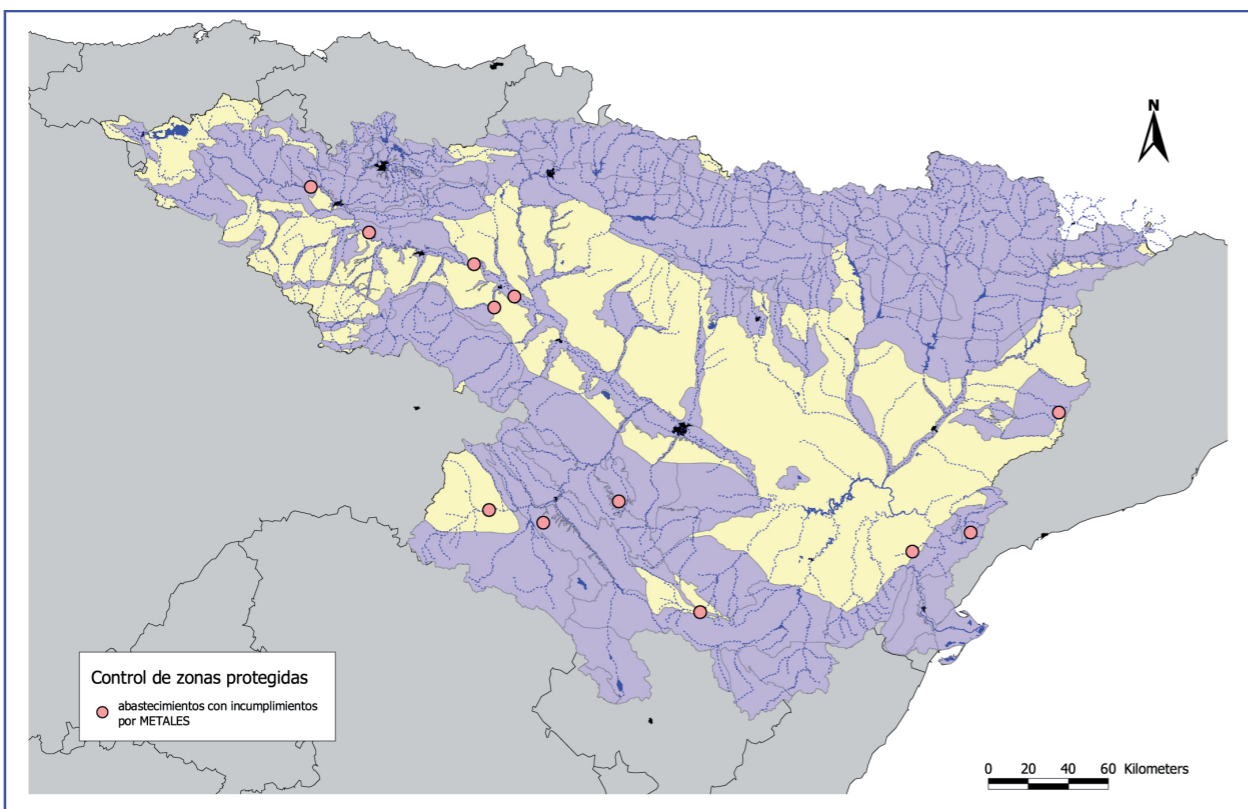 N
Control de zonas protegidas
abastecimientos con incumplimientos
por METALES
0 20 40 60 Kilometers